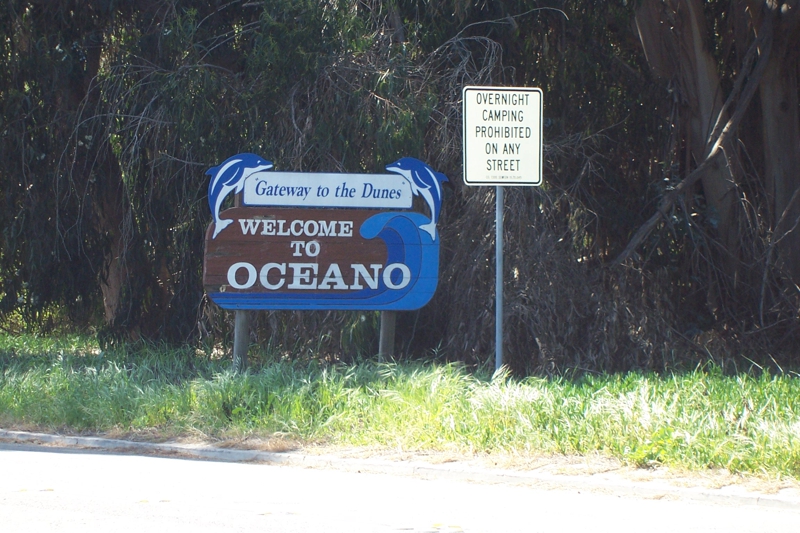 "Gateway to the Dunes"
WELCOME
TO
OCEANO
OVERNIGHT
CAMPING
PROHIBITED
ON ANY
STREET